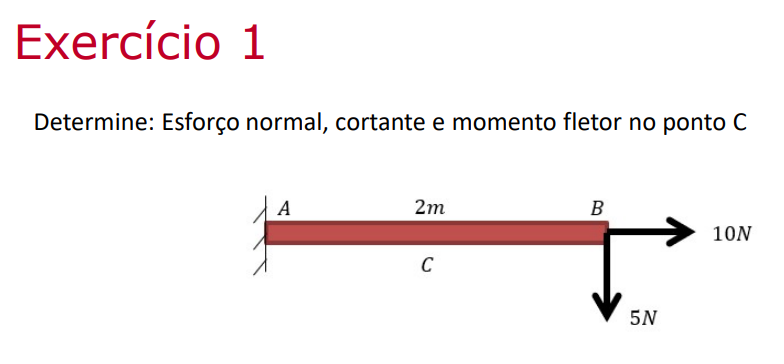 Exercício 1
Determine: Esforço normal, cortante e momento fletor no ponto C
A 2m B
10N
C
5N